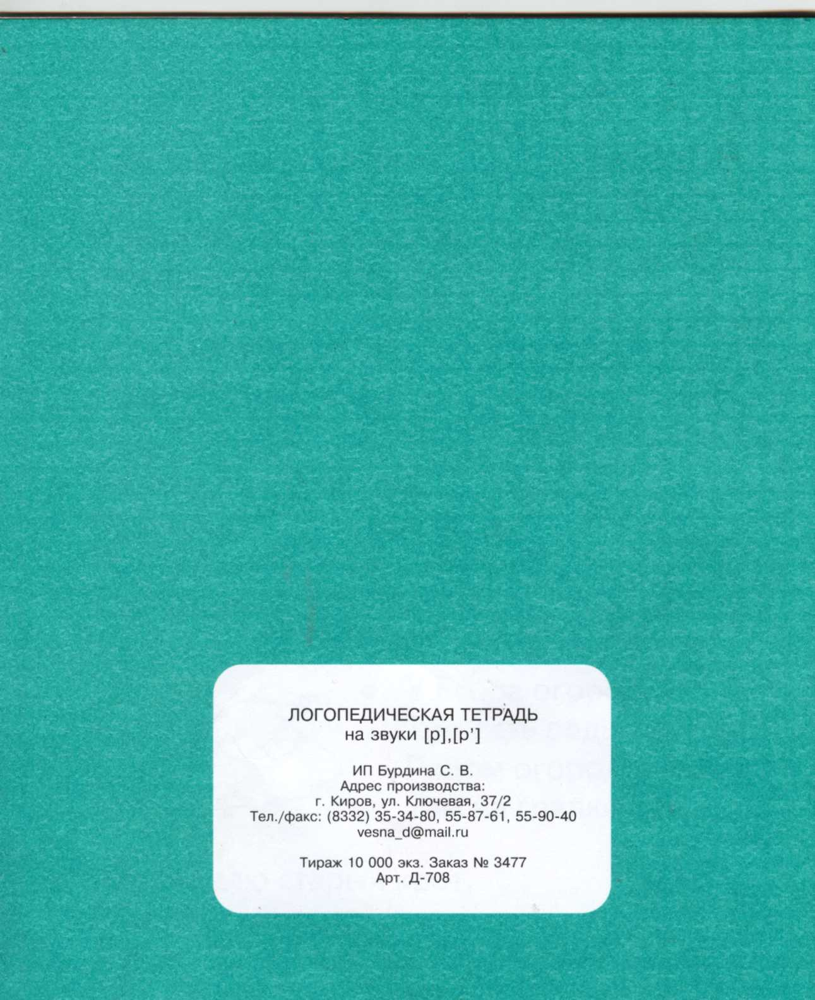 ЛОГОПЕДИЧЕСКАЯ ТЕТРАДЬ
на звуки [р],[р']
ИП Бурдина С. В.
Адрес производства:
г. Киров, ул. Ключевая, 37/2
Тел./факс: (8332) 35-34-80, 55-87-61, 55-90-40
vesna_d@mail.ru
Тираж 10 000 экз. Заказ № 3477
Арт. Д-708